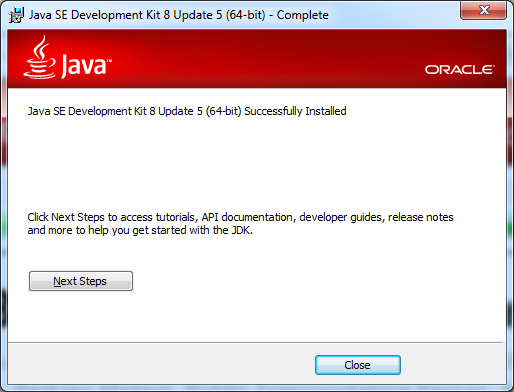 Java SE Development Kit 8 Update 5 (64-bit) - Complete
Java™
ORACLE®
Java SE Development Kit 8 Update 5 (64-bit) Successfully Installed
Click Next Steps to access tutorials, API documentation, developer guides, release notes
and more to help you get started with the JDK.
Next Steps
Close